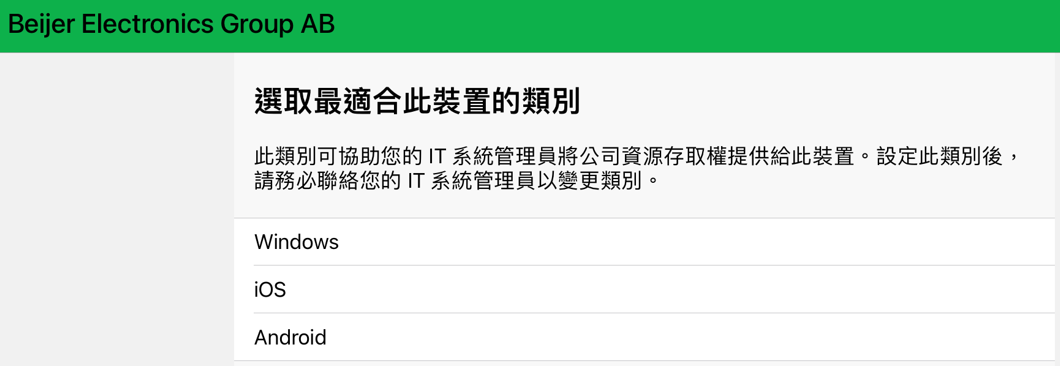 Beijer Electronics Group AB
選取最適合此裝置的類別
此類別可協助您的 IT 系統管理員將公司資源存取權提供給此裝置。設定此類別後，
請務必聯絡您的 IT 系統管理員以變更類別。
Windows
iOS
Android